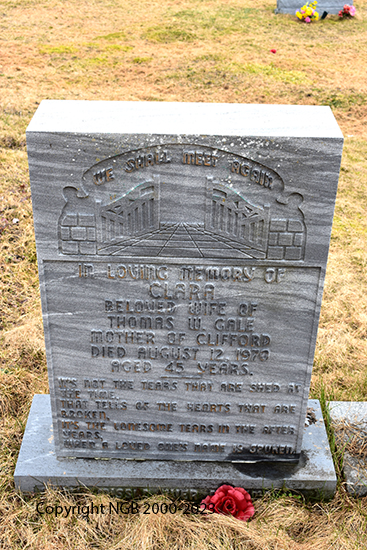 WE SHALL MEET AGAIN
IN LOVING MEMORY OF
CLARA
BELOVED WIFE OF
THOMAS W. GALE
MOTHER OF CLIFFORD
DIED AUGUST 12, 1970
AGED 45 YEARS.
IT'S NOT THE TEARS THAT ARE SHED AT
THE TIME.
THAT TELLS OF THE HEARTS THAT ARE
BROKEN.
IT'S THE LONESOME TEARS IN THE AFTER
YEARS.
WHEN A LOVED ONE'S NAME IS SPOKEN.
Copyright NGB 2000-2023